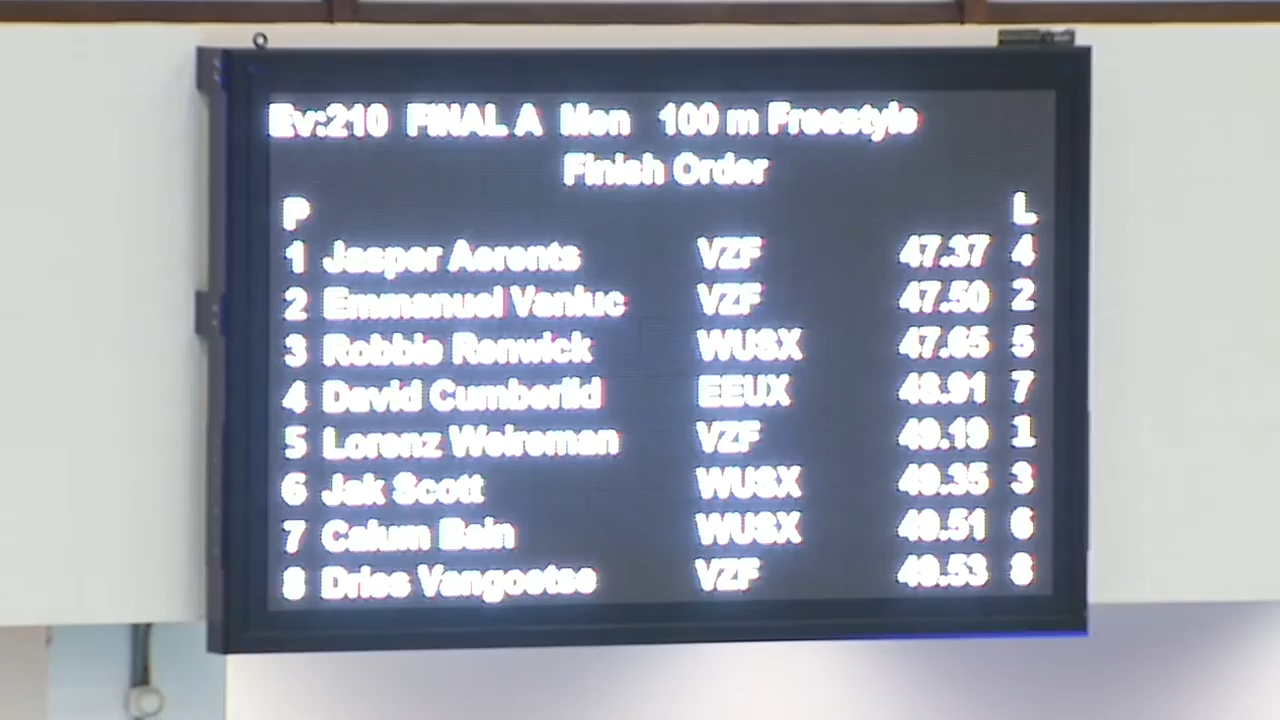 Ev:210 FINAL A Men 100 m Freestyle
Finish Order
P L
1 Jasper Aerents VZF 47.37 4
2 Emmanuel Vanluc VZF 47.50 2
3 Robbie Renwick WUSX 47.65 5
4 David Cumberlid EEUX 48.91 7
5 Lorenz Weireman VZF 49.19 1
6 Jak Scott WUSX 49.35 3
7 Calum Bain WUSX 49.51 6
8 Dries Vangoetse VZF 49.53 8